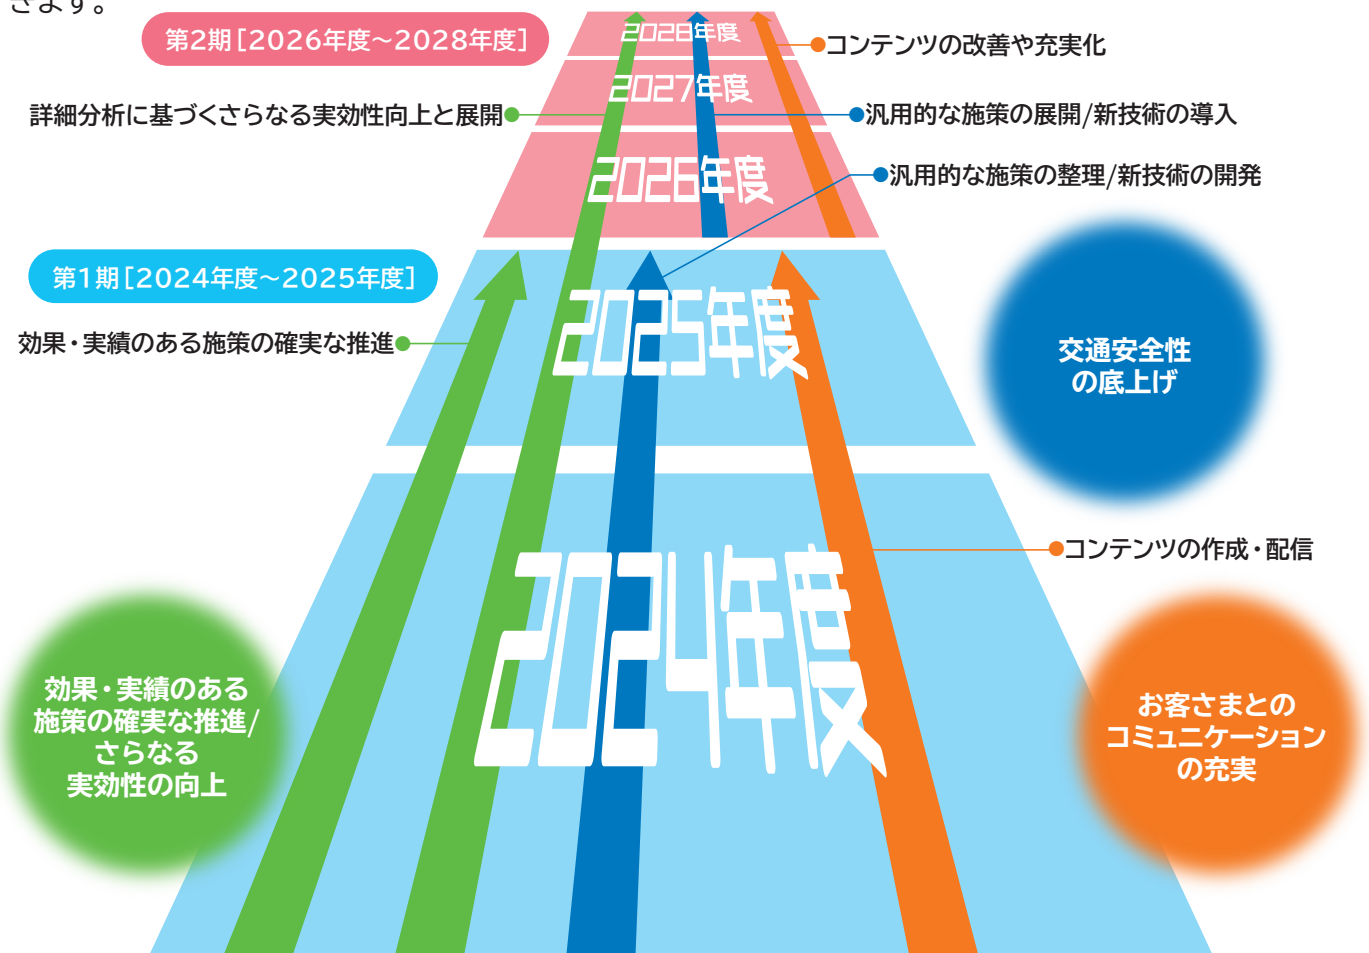 きます。
第2期[2026年度～2028年度]
2028年度
コンテンツの改善や充実化
2027年度
詳細分析に基づくさらなる実効性向上と展開
汎用的な施策の展開/新技術の導入
2026年度
汎用的な施策の整理/新技術の開発
第1期[2024年度～2025年度]
2025年度
効果・実績のある施策の確実な推進
交通安全性
の底上げ
コンテンツの作成・配信
2024年度
効果・実績のある
施策の確実な推進/
さらなる
実効性の向上
お客さまとの
コミュニケーション
の充実